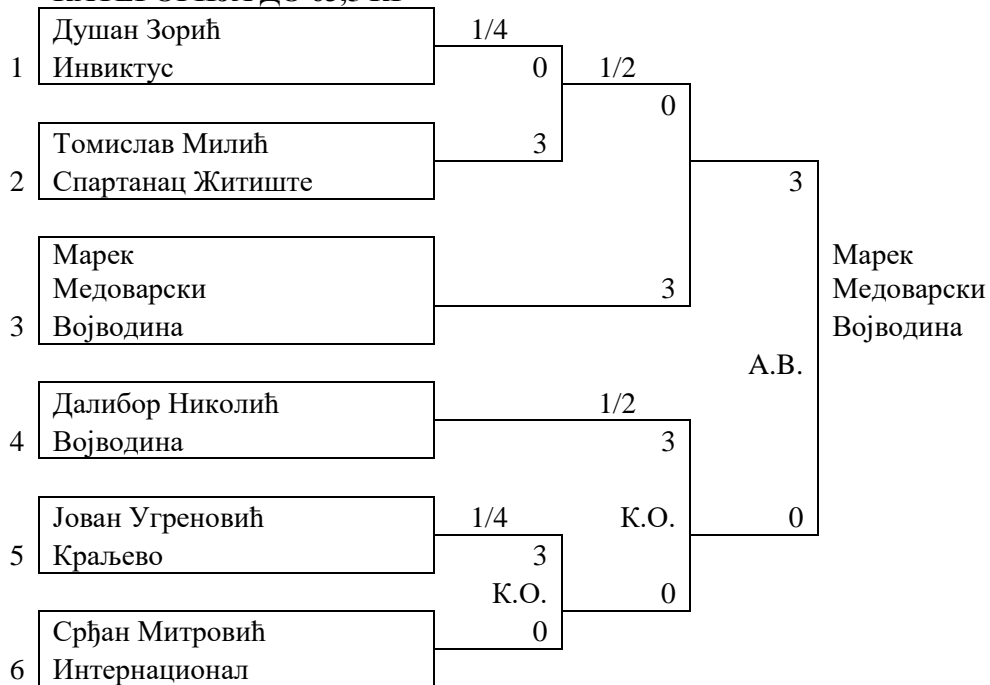 Душан Зорић
1/4
1
Инвиктус
0
1/2
0
Томислав Милић
3
2
Спартанац Житиште
3
Марек
Медоварски
3
3
Војводина
Марек
Медоварски
Војводина
А.В.
Далибор Николић
1/2
4
Војводина
3
Јован Угреновић
1/4
К.О.
0
5
Краљево
3
К.О.
0
Срђан Митровић
0
6
Интернационал